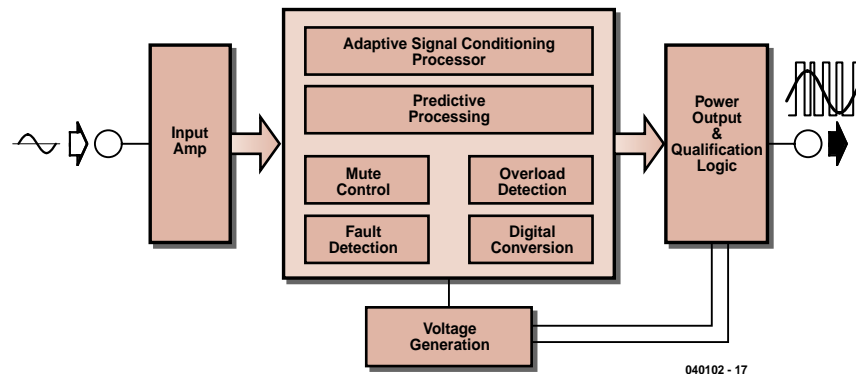 Adaptive Signal Conditioning
Processor
Predictive
Processing
Input
Amp
Mute
Control
Overload
Detection
Fault
Detection
Digital
Conversion
Power
Output
&
Qualification
Logic
Voltage
Generation
040102 - 17